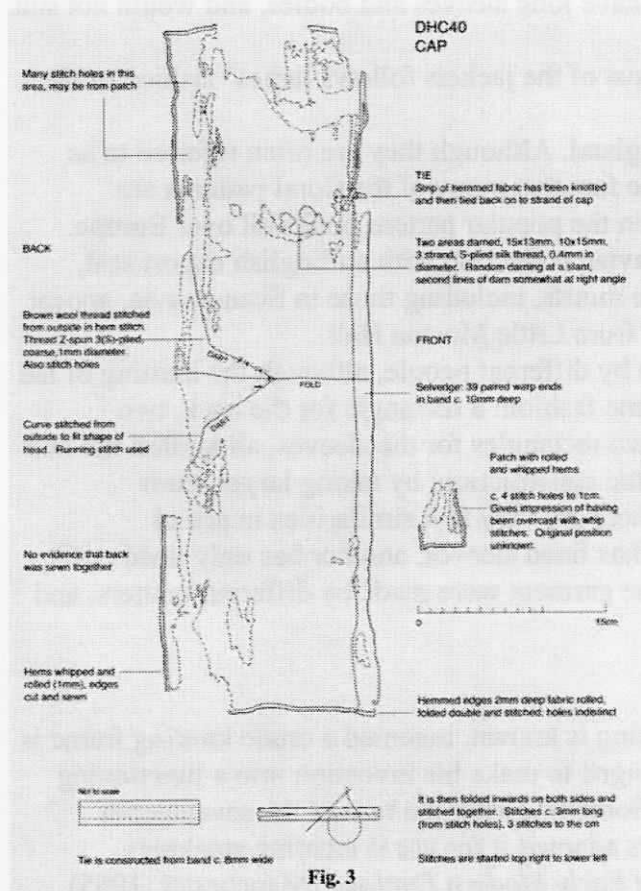 DHC40
CAP
Many stitch holes in this
area, may be from patch
TIE
Strip of hemmed fabric has been knotted
and then tied back on to strand of cap
Two areas darned, 15x13mm, 10x15mm,
3 strand, S-plied silk thread, 0.4mm in
diameter. Random darning at a slant,
second lines of darn somewhat at right angle
BACK
FRONT
Brown wool thread stitched
from outside in hem stitch.
Thread Z-spun 3(S)-plied,
coarse, 1mm diameter.
Also stitch holes
DART
FOLD
DART
Selvedge: 39 paired warp ends
in band c. 10mm deep
Curve stitched from
outside to fit shape of
head. Running stitch used
Patch with rolled
and whipped hems
c. 4 stitch holes to 1cm.
Gives impression of having
been overcast with whip
stitches. Original position
unknown
No evidence that back
was sewn together
0 15cm
Hems whipped and
rolled (1mm), edges
cut and sewn
Hemmed edges 2mm deep fabric rolled,
folded double and stitched; holes indistinct
Not to scale
It is then folded inwards on both sides and
stitched together. Stitches c. 3mm long
(from stitch holes), 3 stitches to the cm
Tie is constructed from band c. 8mm wide
Stitches are started top right to lower left
Fig. 3